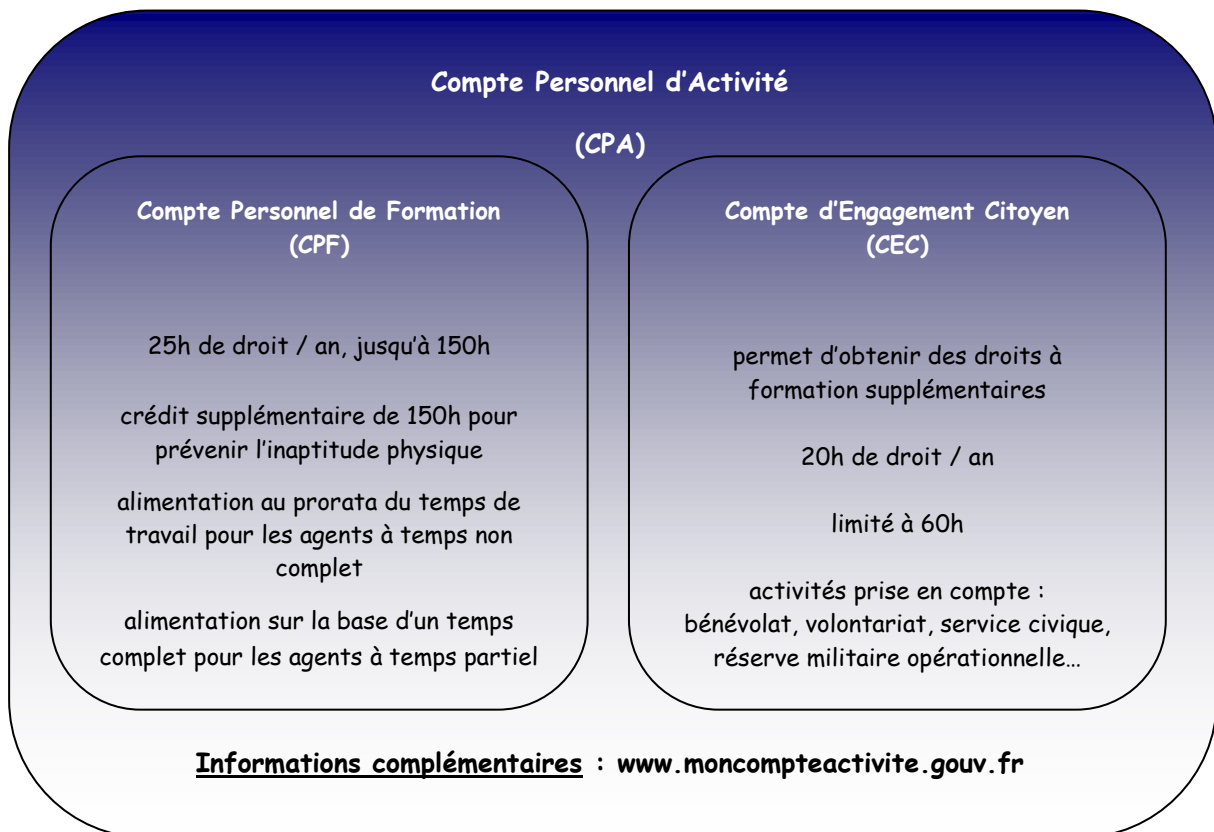 Compte Personnel d’Activité
(CPA)
Compte Personnel de Formation
(CPF)
25h de droit / an, jusqu’à 150h
crédit supplémentaire de 150h pour
prévenir l’inaptitude physique
alimentation au prorata du temps de
travail pour les agents à temps non
complet
alimentation sur la base d’un temps
complet pour les agents à temps partiel
Compte d’Engagement Citoyen
(CEC)
permet d’obtenir des droits à
formation supplémentaires
20h de droit / an
limité à 60h
activités prise en compte :
bénévolat, volontariat, service civique,
réserve militaire opérationnelle…
Informations complémentaires : www.moncompteactivite.gouv.fr